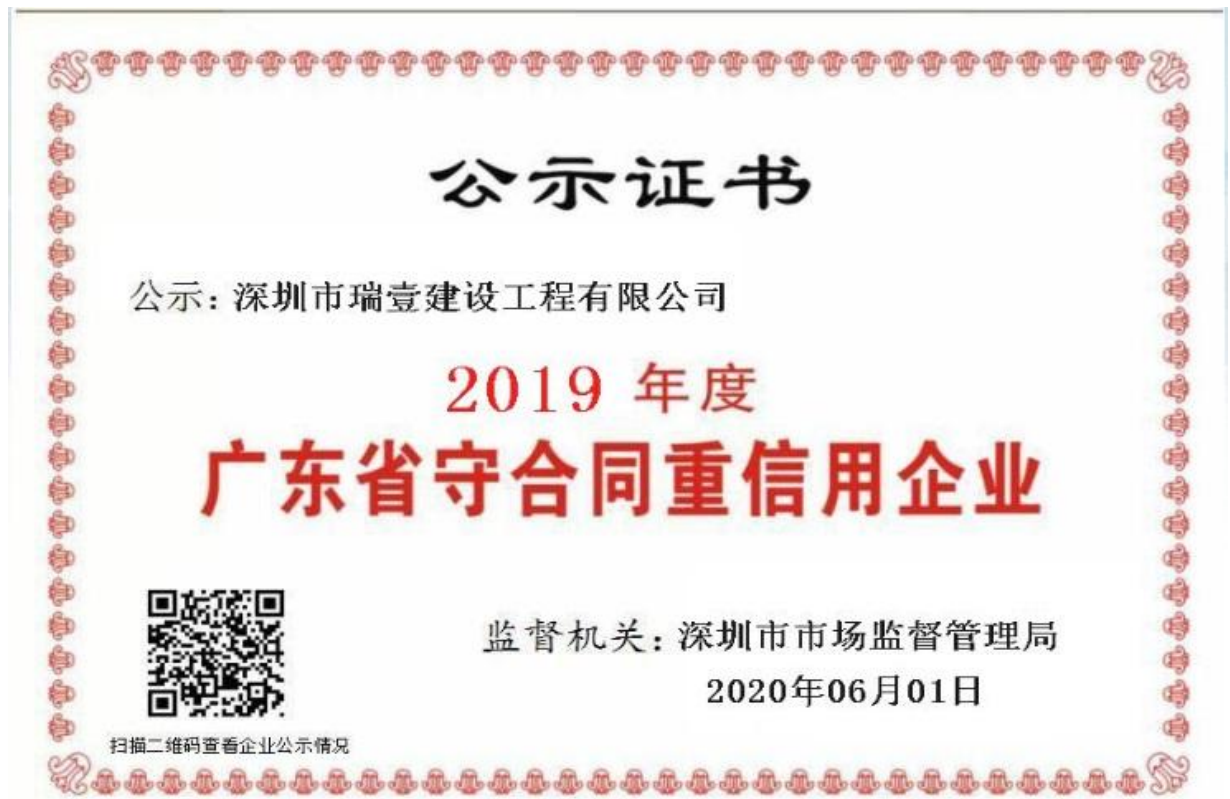 公示证书
公示：深圳市瑞壹建设工程有限公司
2019 年度
广东省守合同重信用企业
监督机关：深圳市市场监督管理局
2020年06月01日
扫描二维码查看企业公示情况